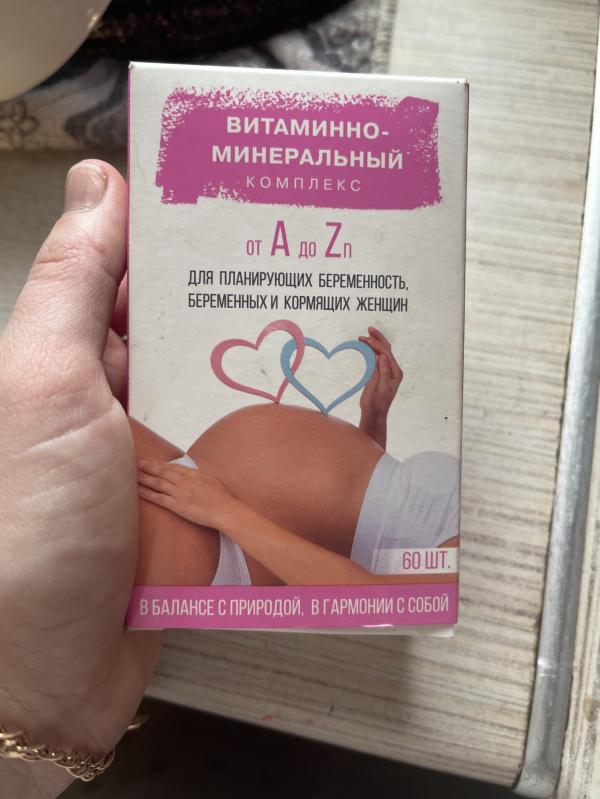 ВИТАМИННО-
МИНЕРАЛЬНЫЙ
КОМПЛЕКС
от A до Zn
ДЛЯ ПЛАНИРУЮЩИХ БЕРЕМЕННОСТЬ,
БЕРЕМЕННЫХ И КОРМЯЩИХ ЖЕНЩИН
60 ШТ.
В БАЛАНСЕ С ПРИРОДОЙ, В ГАРМОНИИ С СОБОЙ